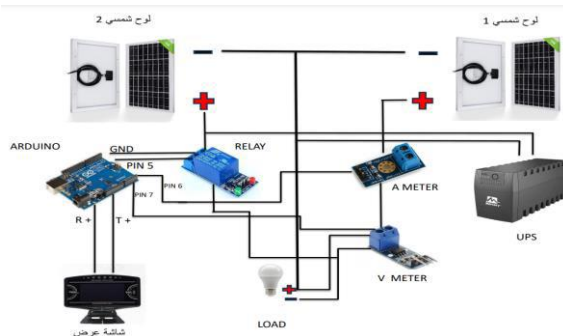 لوح شمسي 2
لوح شمسي 1
ARDUINO
GND
PIN 5
RELAY
PIN 6
PIN 7
R +
T +
A METER
UPS
V METER
LOAD
شاشة عرض